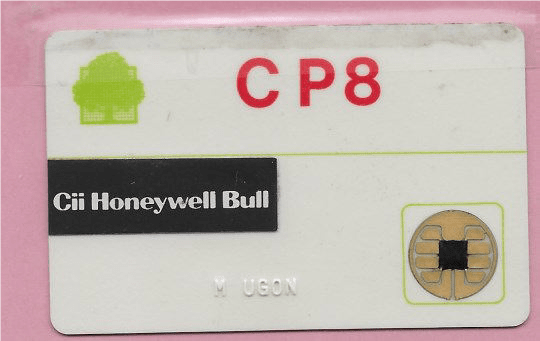 CP8
Cii Honeywell Bull
M UGON